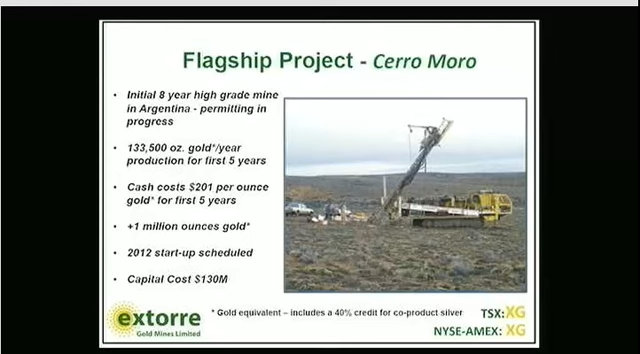 Flagship Project - Cerro Moro
• Initial 8 year high grade mine
in Argentina - permitting in
progress
• 133,500 oz. gold*/year
production for first 5 years
• Cash costs $201 per ounce
gold* for first 5 years
• +1 million ounces gold*
• 2012 start-up scheduled
• Capital Cost $130M
* Gold equivalent – includes a 40% credit for co-product silver
TSX:XG
NYSE-AMEX: XG
extorre
Gold Mines Limited